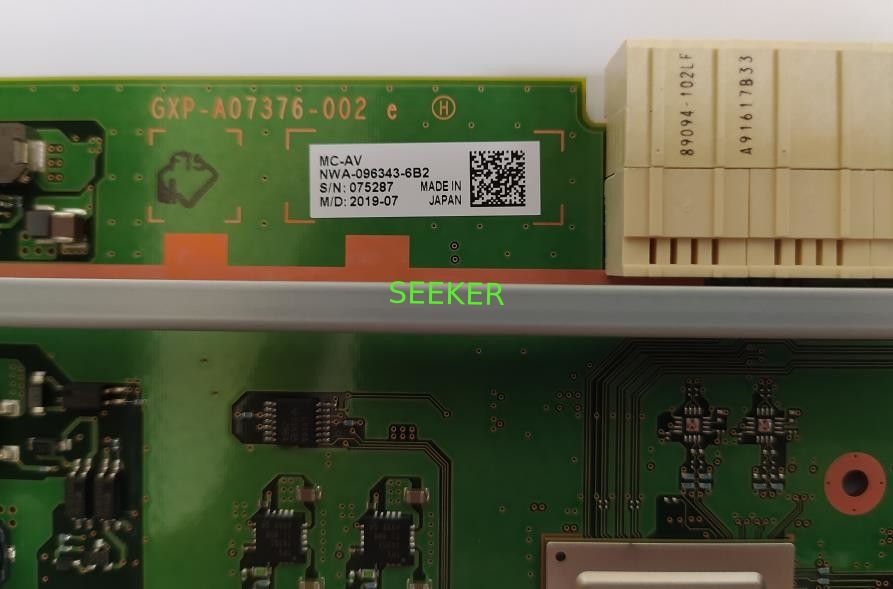 GXP-A07376-002 e H
MC-AV
NWA-096343-6B2
S/N: 075287
M/D: 2019-07
MADE IN
JAPAN
89094-102LF
A91617B33
SEEKER